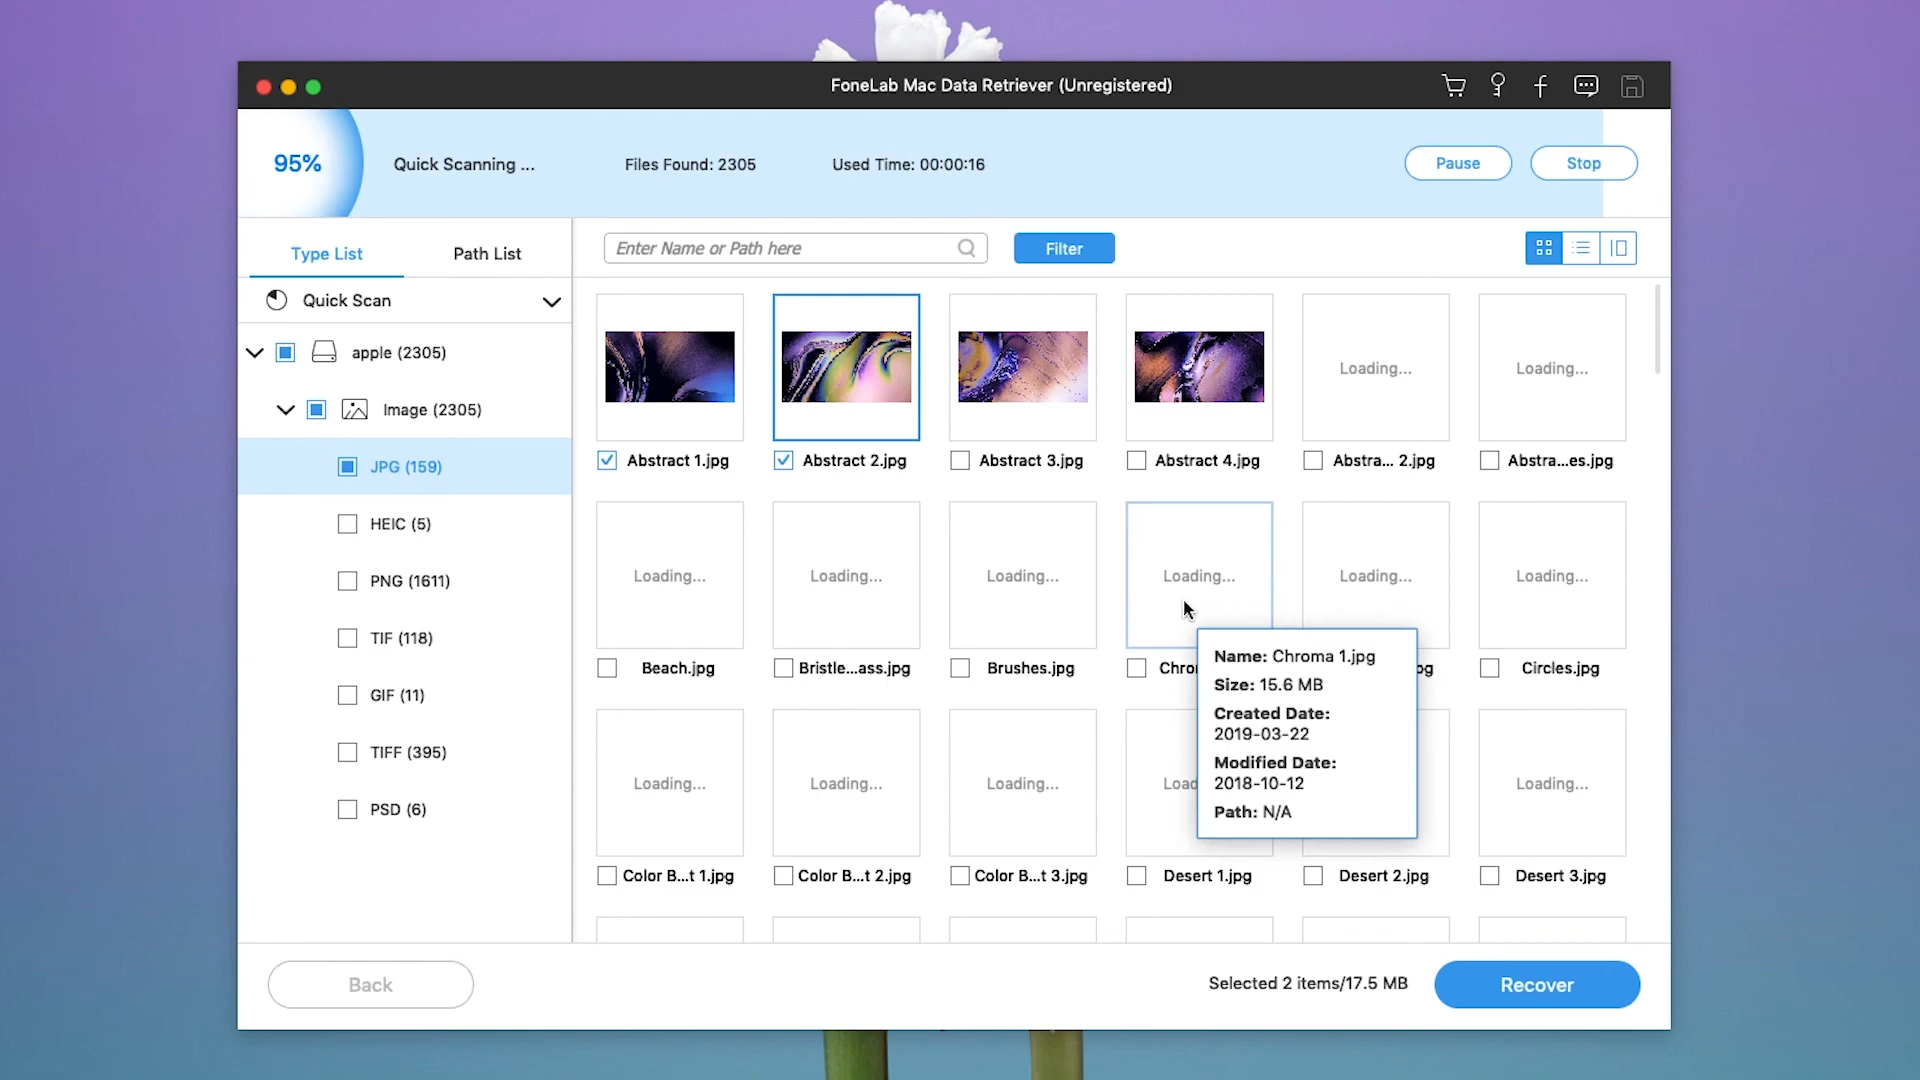 FoneLab Mac Data Retriever (Unregistered)
95%
Quick Scanning ...
Files Found: 2305
Used Time: 00:00:16
Pause
Stop
Type List
Path List
Enter Name or Path here
Filter
Quick Scan
apple (2305)
Image (2305)
JPG (159)
HEIC (5)
PNG (1611)
TIF (118)
GIF (11)
TIFF (395)
PSD (6)
Loading...
Loading...
Abstract 1.jpg
Abstract 2.jpg
Abstract 3.jpg
Abstract 4.jpg
Abstra... 2.jpg
Abstra...es.jpg
Loading...
Loading...
Loading...
Loading...
Loading...
Loading...
Beach.jpg
Bristle...ass.jpg
Brushes.jpg
Chro
pg
Circles.jpg
Name: Chroma 1.jpg
Size: 15.6 MB
Created Date:
2019-03-22
Modified Date:
2018-10-12
Path: N/A
Loading...
Loading...
Loading...
Load
Loading...
Color B...t 1.jpg
Color B...t 2.jpg
Color B...t 3.jpg
Desert 1.jpg
Desert 2.jpg
Desert 3.jpg
Back
Selected 2 items/17.5 MB
Recover